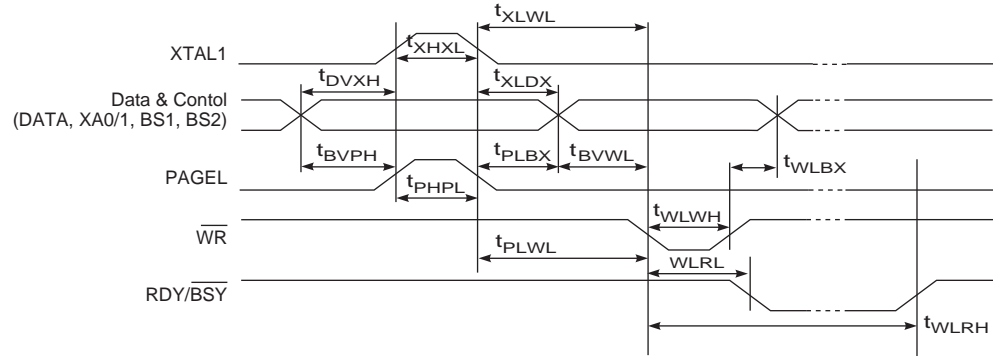 tXLWL
XTAL1
tXHXL
tDVXH
tXLDX
Data & Contol
(DATA, XA0/1, BS1, BS2)
tBVPH
tPLBX
tBVWL
tWLBX
PAGEL
tPHPL
tWLWH
WR
tPLWL
WLRL
RDY/BSY
tWLRH